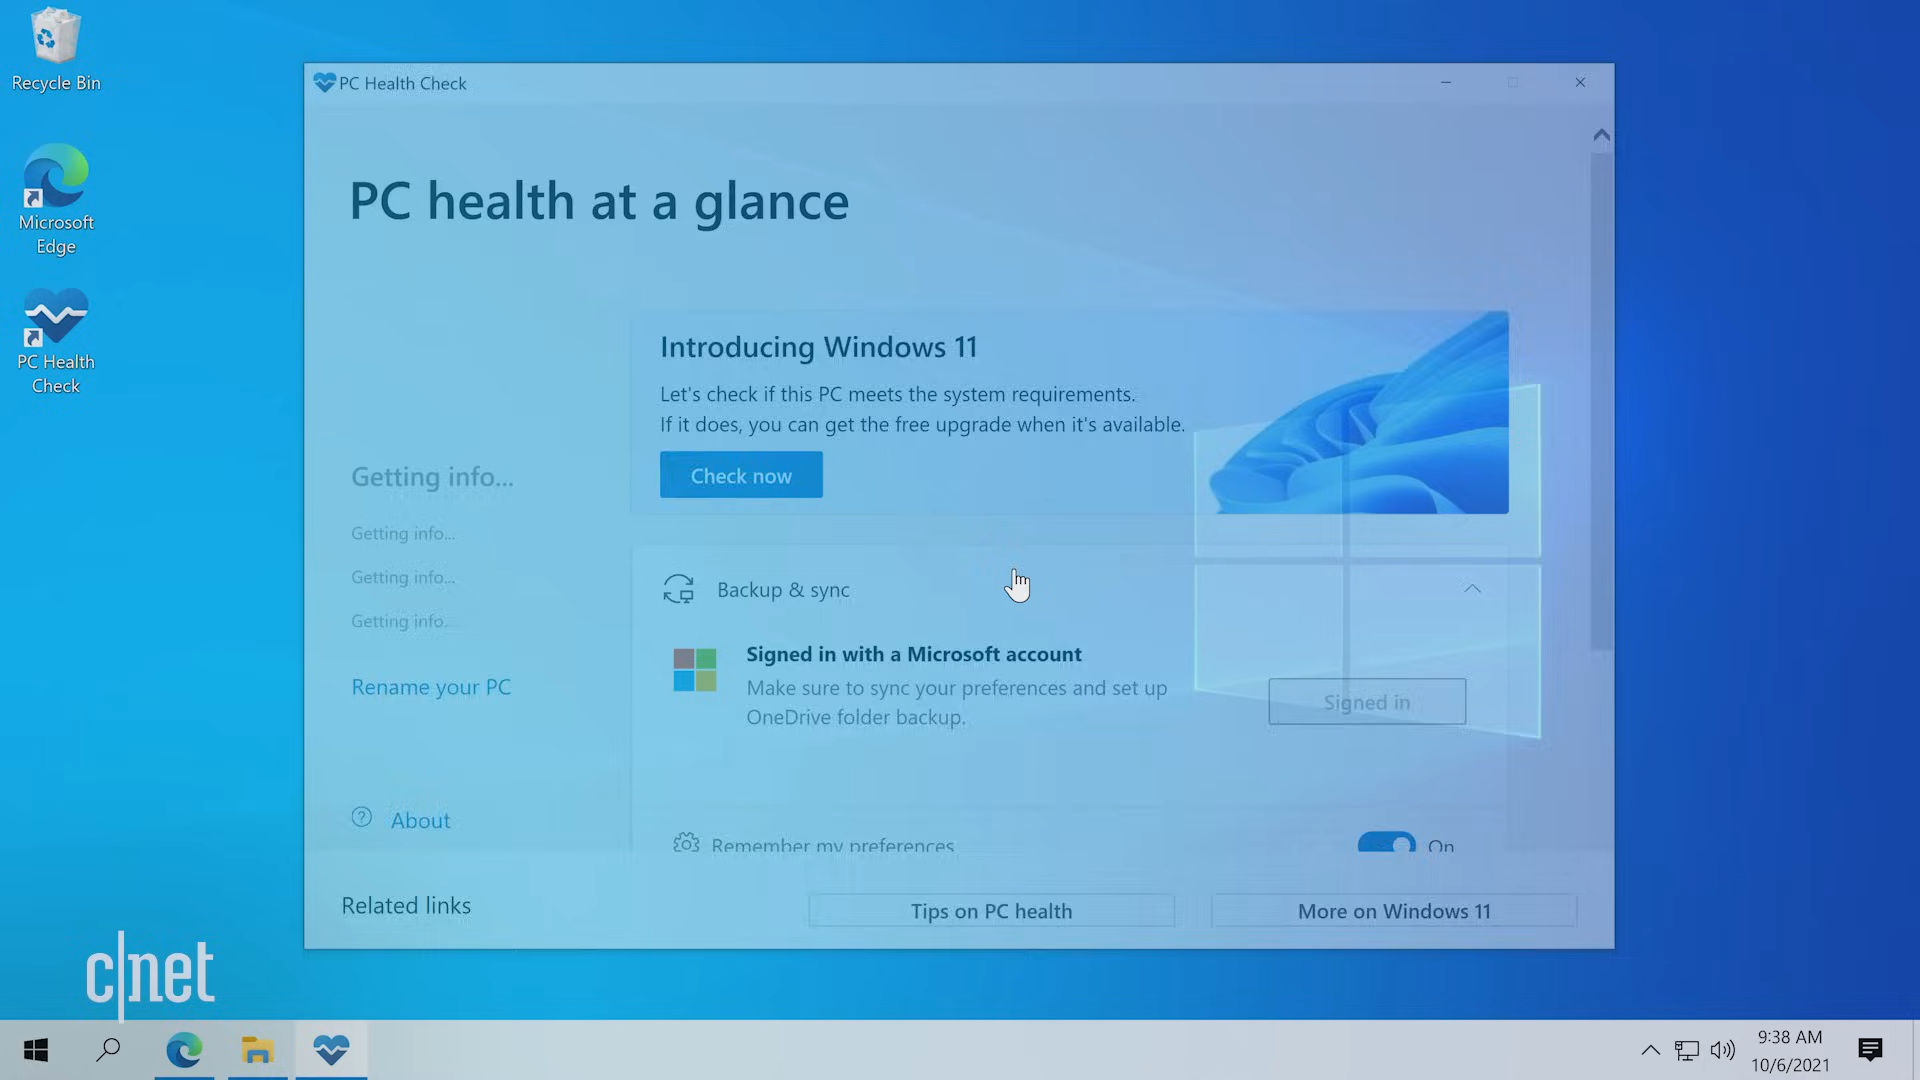 Recycle Bin
Microsoft
Edge
PC Health
Check
PC Health Check
PC health at a glance
Introducing Windows 11
Let's check if this PC meets the system requirements.
If it does, you can get the free upgrade when it's available.
Check now
Getting info...
Getting info...
Getting info...
Getting info...
Rename your PC
About
Backup & sync
Signed in with a Microsoft account
Make sure to sync your preferences and set up
OneDrive folder backup.
Signed in
Remember my preferences
On
Related links
Tips on PC health
More on Windows 11
c|net
9:38 AM
10/6/2021